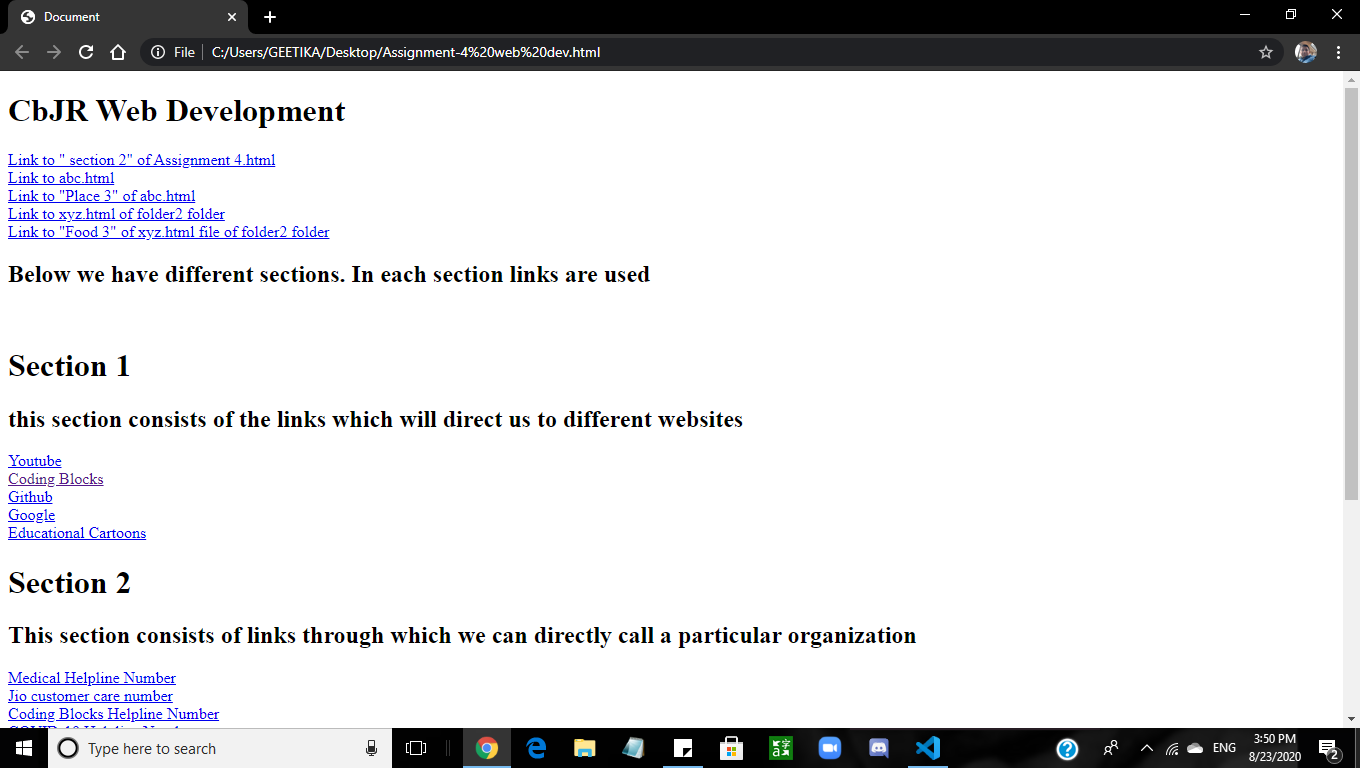 Document
File
C:/Users/GEETIKA/Desktop/Assignment-4%20web%20dev.html
CbJR Web Development
Link to " section 2" of Assignment 4.html
Link to abc.html
Link to "Place 3" of abc.html
Link to xyz.html of folder2 folder
Link to "Food 3" of xyz.html file of folder2 folder
Below we have different sections. In each section links are used
Section 1
this section consists of the links which will direct us to different websites
Youtube
Coding Blocks
Github
Google
Educational Cartoons
Section 2
This section consists of links through which we can directly call a particular organization
Medical Helpline Number
Jio customer care number
Coding Blocks Helpline Number
Type here to search
ENG
3:50 PM
8/23/2020
2